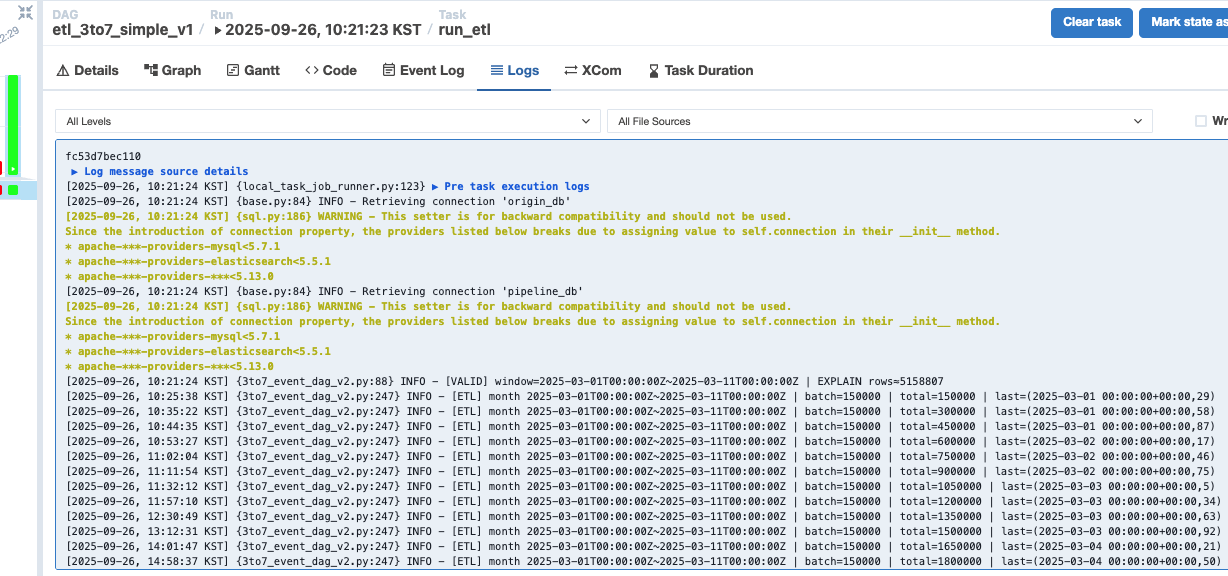 22:29
DAG
etl_3to7_simple_v1 /
Run
▶ 2025-09-26, 10:21:23 KST /
Task
run_etl
Clear task
Mark state as
Details
Graph
Gantt
Code
Event Log
Logs
XCom
Task Duration
All Levels
All File Sources
Wr
fc53d7bec110
▶ Log message source details
[2025-09-26, 10:21:24 KST] {local_task_job_runner.py:123} ▶ Pre task execution logs
[2025-09-26, 10:21:24 KST] {base.py:84} INFO - Retrieving connection 'origin_db'
[2025-09-26, 10:21:24 KST] {sql.py:186} WARNING - This setter is for backward compatibility and should not be used.
Since the introduction of connection property, the providers listed below breaks due to assigning value to self.connection in their __init__ method.
* apache-***-providers-mysql<5.7.1
* apache-***-providers-elasticsearch<5.5.1
* apache-***-providers-***<5.13.0
[2025-09-26, 10:21:24 KST] {base.py:84} INFO - Retrieving connection 'pipeline_db'
[2025-09-26, 10:21:24 KST] {sql.py:186} WARNING - This setter is for backward compatibility and should not be used.
Since the introduction of connection property, the providers listed below breaks due to assigning value to self.connection in their __init__ method.
* apache-***-providers-mysql<5.7.1
* apache-***-providers-elasticsearch<5.5.1
* apache-***-providers-***<5.13.0
[2025-09-26, 10:21:24 KST] {3to7_event_dag_v2.py:88} INFO - [VALID] window=2025-03-01T00:00:00Z~2025-03-11T00:00:00Z | EXPLAIN rows=5158807
[2025-09-26, 10:25:38 KST] {3to7_event_dag_v2.py:247} INFO - [ETL] month 2025-03-01T00:00:00Z~2025-03-11T00:00:00Z | batch=150000 | total=150000 | last=(2025-03-01 00:00:00+00:00,29)
[2025-09-26, 10:35:22 KST] {3to7_event_dag_v2.py:247} INFO - [ETL] month 2025-03-01T00:00:00Z~2025-03-11T00:00:00Z | batch=150000 | total=300000 | last=(2025-03-01 00:00:00+00:00,58)
[2025-09-26, 10:44:35 KST] {3to7_event_dag_v2.py:247} INFO - [ETL] month 2025-03-01T00:00:00Z~2025-03-11T00:00:00Z | batch=150000 | total=450000 | last=(2025-03-01 00:00:00+00:00,87)
[2025-09-26, 10:53:27 KST] {3to7_event_dag_v2.py:247} INFO - [ETL] month 2025-03-01T00:00:00Z~2025-03-11T00:00:00Z | batch=150000 | total=600000 | last=(2025-03-02 00:00:00+00:00,17)
[2025-09-26, 11:02:04 KST] {3to7_event_dag_v2.py:247} INFO - [ETL] month 2025-03-01T00:00:00Z~2025-03-11T00:00:00Z | batch=150000 | total=750000 | last=(2025-03-02 00:00:00+00:00,46)
[2025-09-26, 11:11:54 KST] {3to7_event_dag_v2.py:247} INFO - [ETL] month 2025-03-01T00:00:00Z~2025-03-11T00:00:00Z | batch=150000 | total=900000 | last=(2025-03-02 00:00:00+00:00,75)
[2025-09-26, 11:32:12 KST] {3to7_event_dag_v2.py:247} INFO - [ETL] month 2025-03-01T00:00:00Z~2025-03-11T00:00:00Z | batch=150000 | total=1050000 | last=(2025-03-03 00:00:00+00:00,5)
[2025-09-26, 11:57:10 KST] {3to7_event_dag_v2.py:247} INFO - [ETL] month 2025-03-01T00:00:00Z~2025-03-11T00:00:00Z | batch=150000 | total=1200000 | last=(2025-03-03 00:00:00+00:00,34)
[2025-09-26, 12:30:49 KST] {3to7_event_dag_v2.py:247} INFO - [ETL] month 2025-03-01T00:00:00Z~2025-03-11T00:00:00Z | batch=150000 | total=1350000 | last=(2025-03-03 00:00:00+00:00,63)
[2025-09-26, 13:12:31 KST] {3to7_event_dag_v2.py:247} INFO - [ETL] month 2025-03-01T00:00:00Z~2025-03-11T00:00:00Z | batch=150000 | total=1500000 | last=(2025-03-03 00:00:00+00:00,92)
[2025-09-26, 14:01:47 KST] {3to7_event_dag_v2.py:247} INFO - [ETL] month 2025-03-01T00:00:00Z~2025-03-11T00:00:00Z | batch=150000 | total=1650000 | last=(2025-03-04 00:00:00+00:00,21)
[2025-09-26, 14:58:37 KST] {3to7_event_dag_v2.py:247} INFO - [ETL] month 2025-03-01T00:00:00Z~2025-03-11T00:00:00Z | batch=150000 | total=1800000 | last=(2025-03-04 00:00:00+00:00,50)